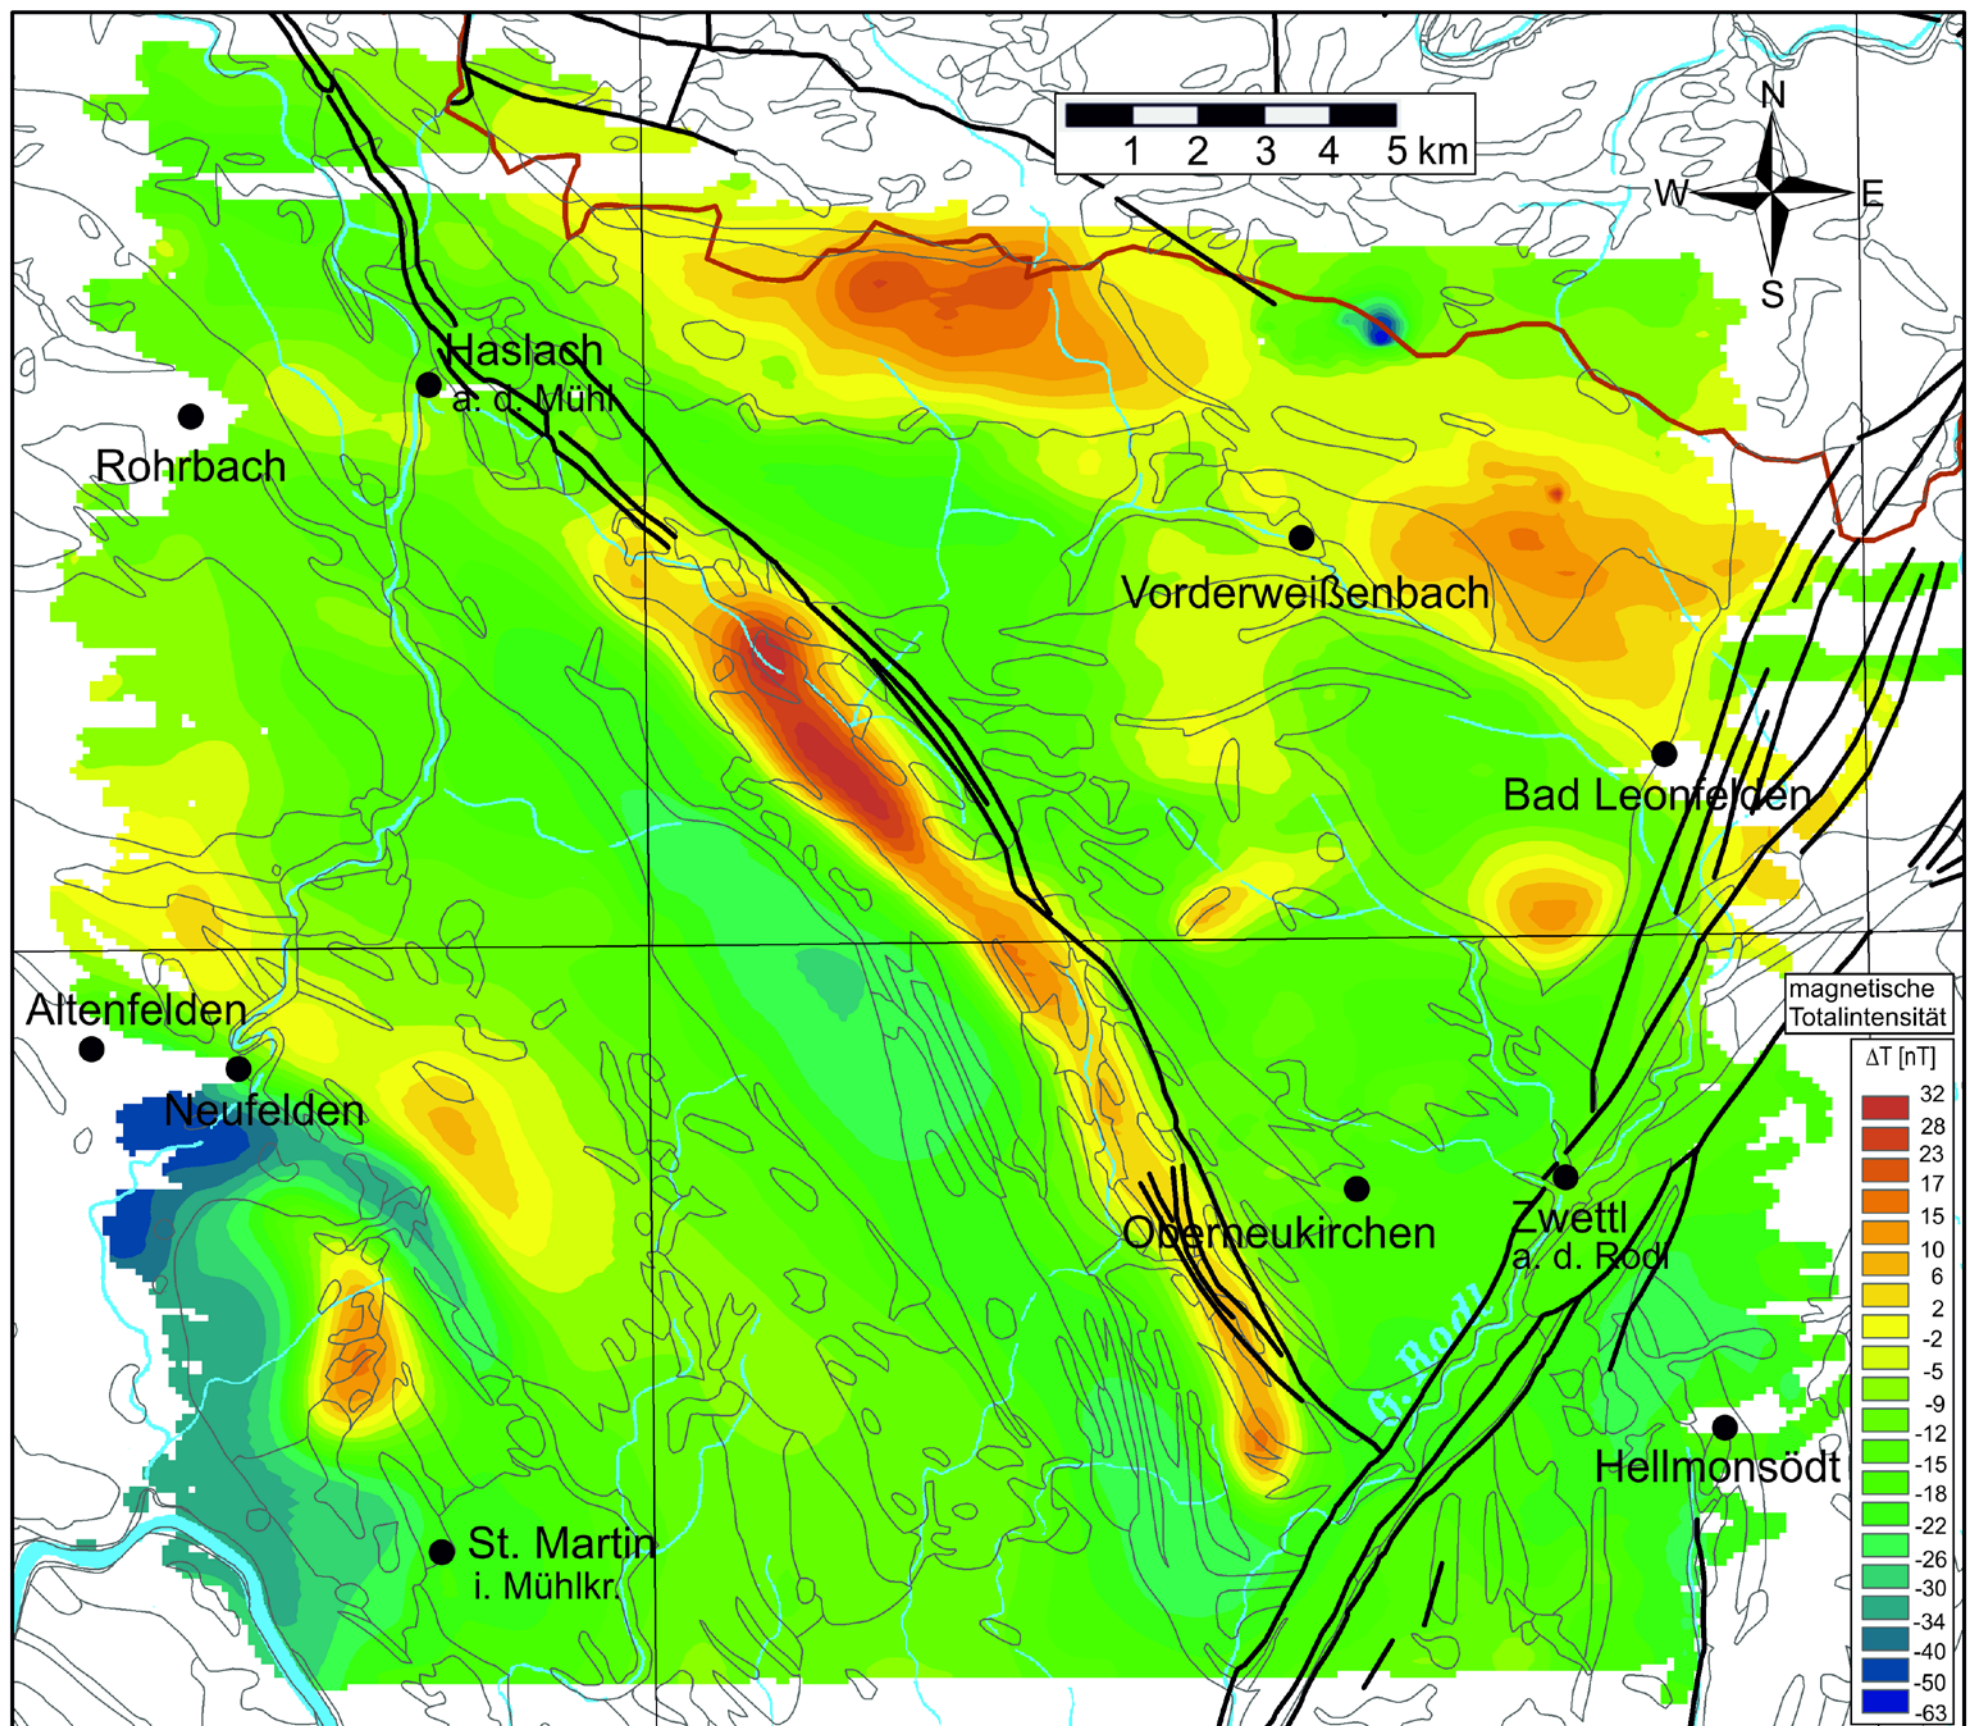 N
1 2 3 4 5 km
W E
S
Haslach
a. d. Mühl
Rohrbach
Vorderweißenbach
Bad Leonfelden
Altenfelden
magnetische
Totalintensität
ΔT [nT]
Neufelden
32
28
23
17
15
10
6
2
-2
-5
-9
-12
-15
-18
-22
-26
-30
-34
-40
-50
-63
Oberneukirchen
Zwettl
a. d. Rodl
G. Rodl
Hellmonsödt
St. Martin
i. Mühlkr.